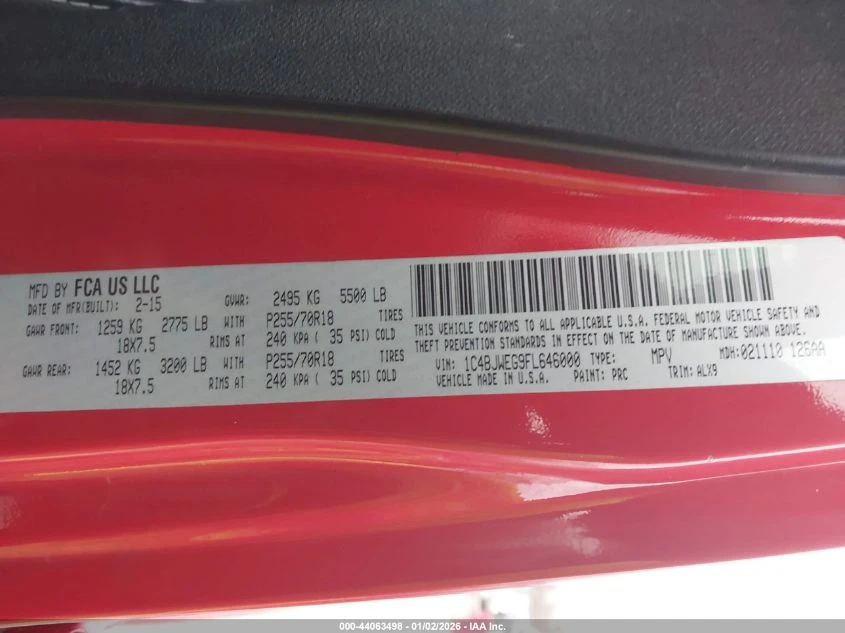 MFD BY FCA US LLC
DATE OF MFR(BUILT): 2-15 GVWR: 2495 KG 5500 LB
GAWR FRONT: 1259 KG 2775 LB WITH P255/70R18 TIRES
18X7.5 RIMS AT 240 KPA ( 35 PSI) COLD
GAWR REAR: 1452 KG 3200 LB WITH P255/70R18 TIRES
18X7.5 RIMS AT 240 KPA ( 35 PSI) COLD
THIS VEHICLE CONFORMS TO ALL APPLICABLE U.S.A. FEDERAL MOTOR VEHICLE SAFETY AND
THEFT PREVENTION STANDARDS IN EFFECT ON THE DATE OF MANUFACTURE SHOWN ABOVE.
VIN: 1C4BJWEG9FL646000 TYPE: MPV MDH: 021110 126AA
VEHICLE MADE IN U.S.A. PAINT: PRC TRIM: ALX9
000-44063498 - 01/02/2026 - IAA Inc.